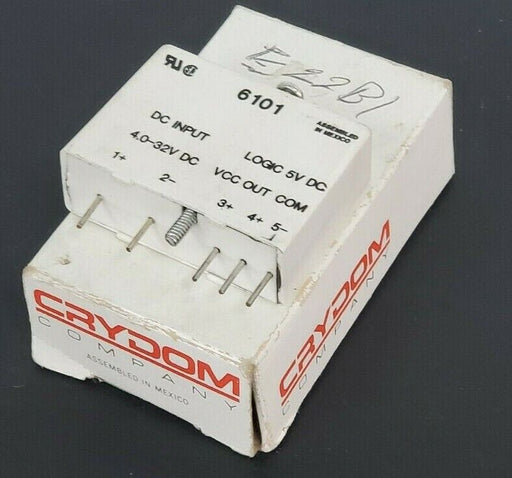 E22B1
6101
ASSEMBLED
IN MEXICO
DC INPUT
4.0-32V DC
LOGIC 5V DC
VCC OUT COM
1+
2-
3+
4+
5-
CRYDOM
COMPANY
ASSEMBLED IN MEXICO
CRYDOM
COMPANY